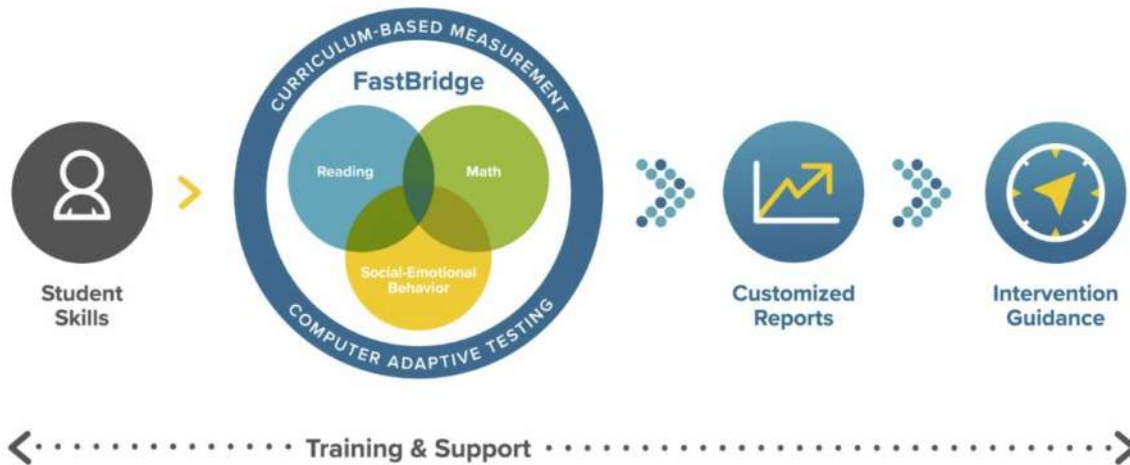 CURRICULUM-BASED MEASUREMENT
FastBridge
Reading
Math
Social-Emotional
Behavior
COMPUTER ADAPTIVE TESTING
Student
Skills
Customized
Reports
Intervention
Guidance
Training & Support